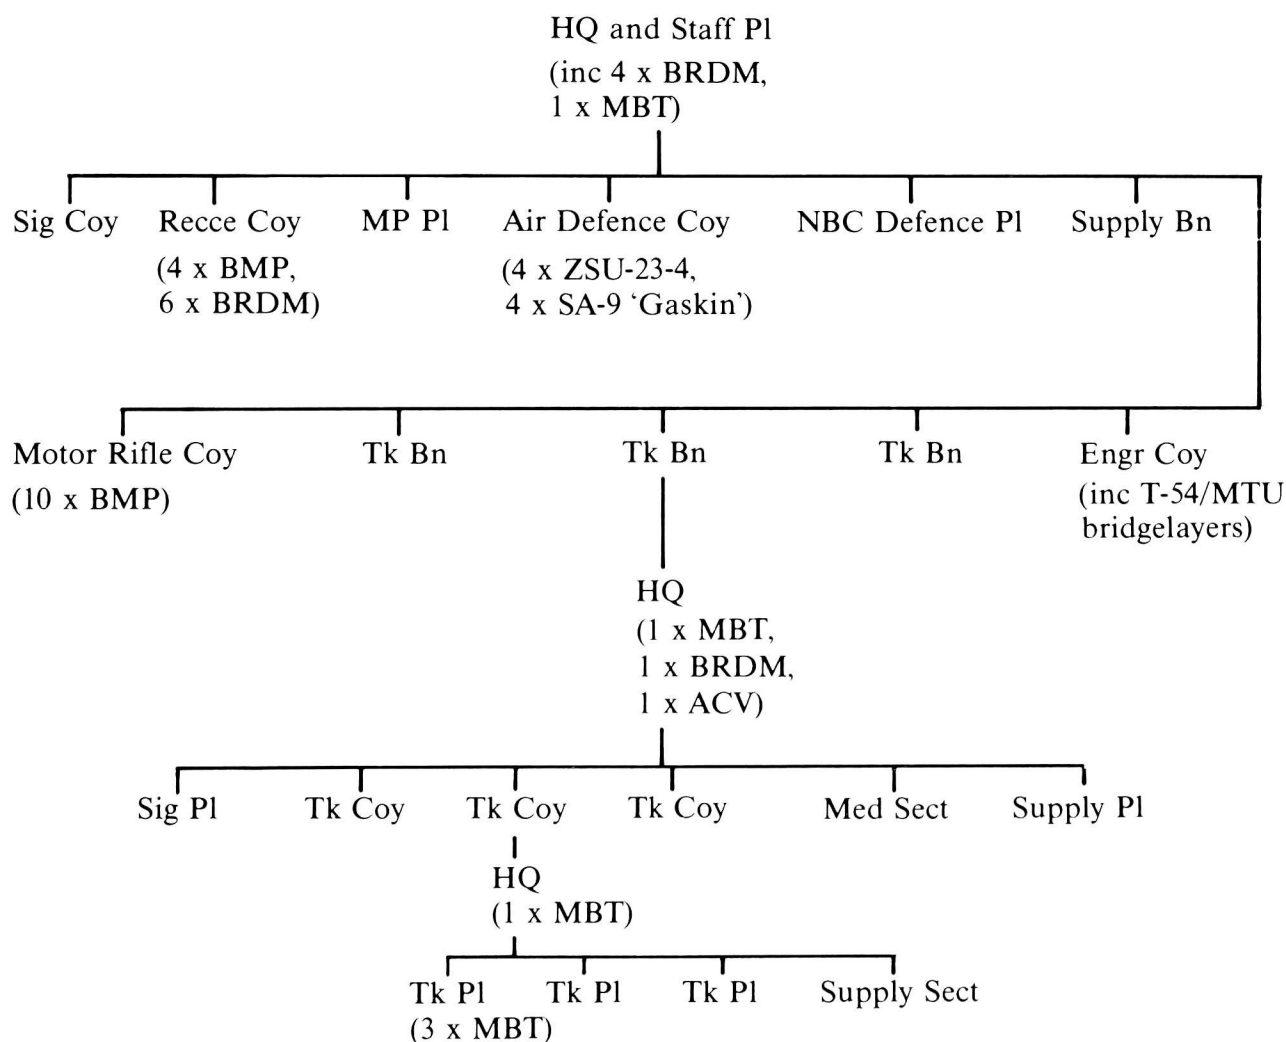 HQ and Staff Pl
(inc 4 x BRDM,
1 x MBT)
Sig Coy Recce Coy MP Pl Air Defence Coy NBC Defence Pl Supply Bn
(4 x BMP, (4 x ZSU-23-4,
6 x BRDM) 4 x SA-9 ‘Gaskin’)
Motor Rifle Coy Tk Bn Tk Bn Tk Bn Engr Coy
(10 x BMP) (inc T-54/MTU
bridgelayers)
HQ
(1 x MBT,
1 x BRDM,
1 x ACV)
Sig Pl Tk Coy Tk Coy Tk Coy Med Sect Supply Pl
HQ
(1 x MBT)
Tk Pl Tk Pl Tk Pl Supply Sect
(3 x MBT)